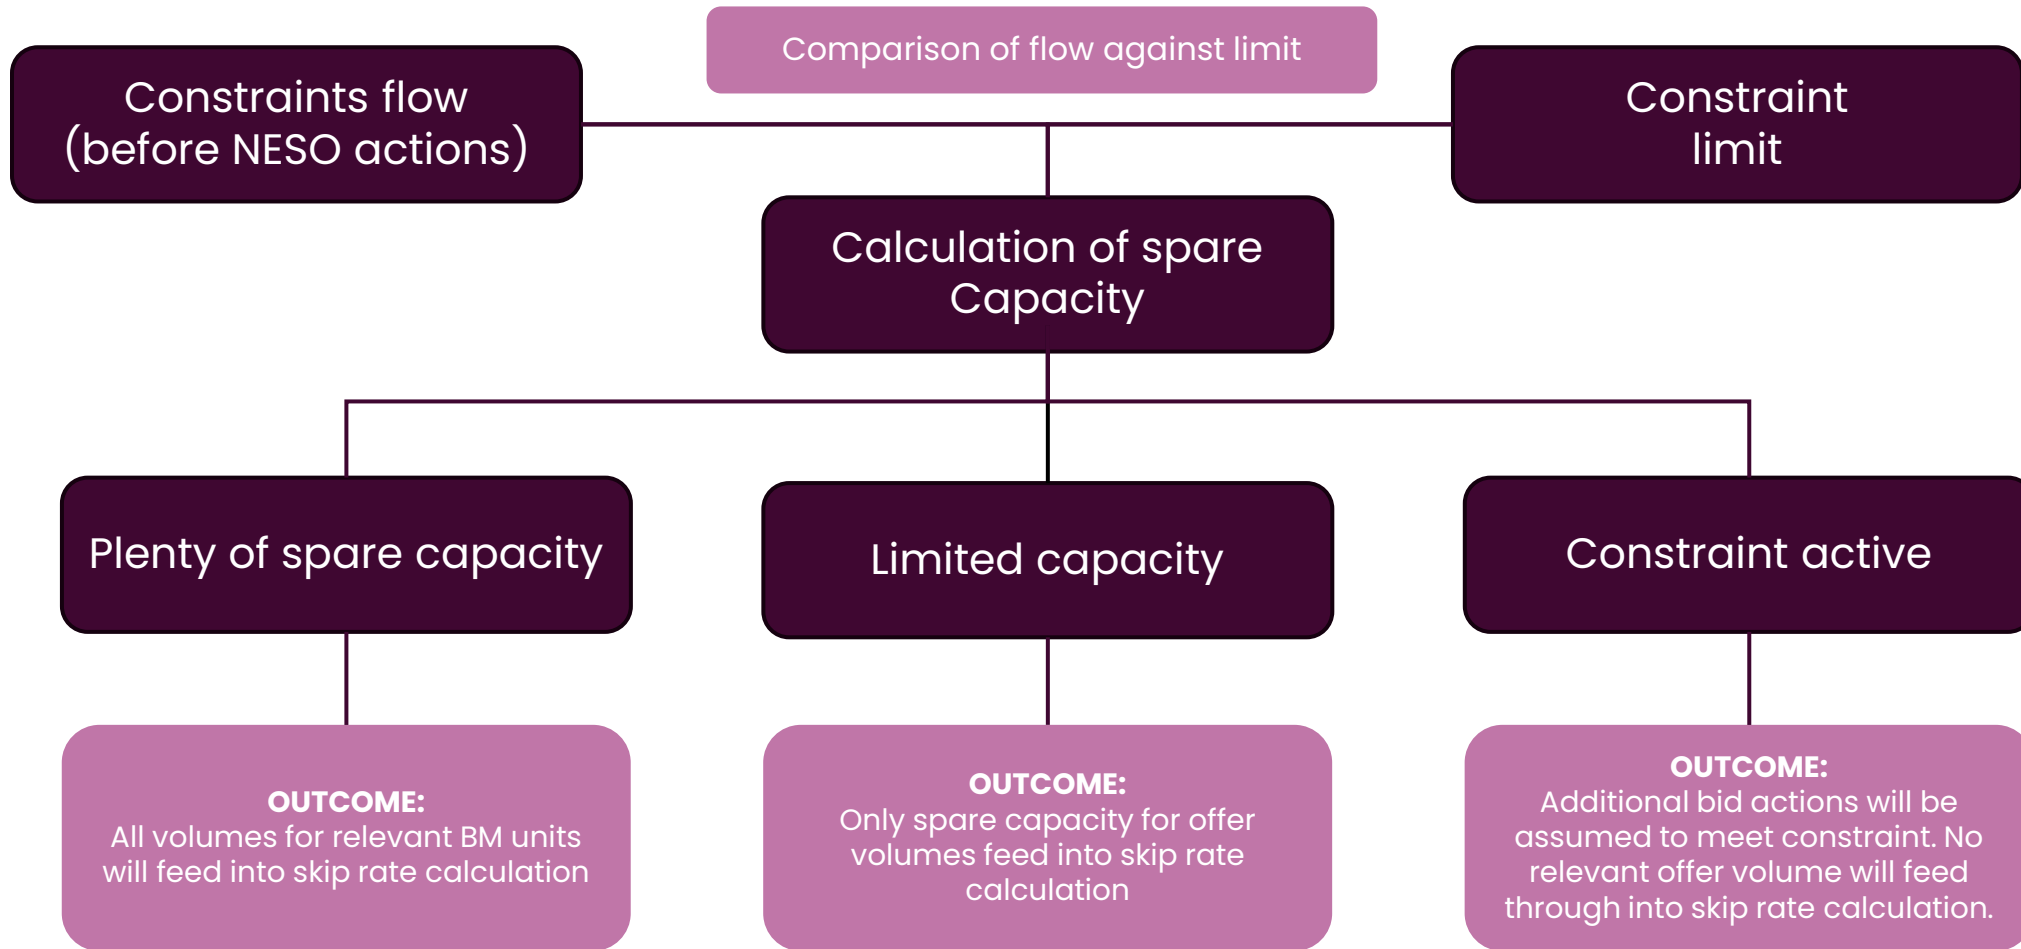 Comparison of flow against limit
Constraints flow
(before NESO actions)
Constraint
limit
Calculation of spare
Capacity
Plenty of spare capacity
Limited capacity
Constraint active
OUTCOME:
All volumes for relevant BM units
will feed into skip rate calculation
OUTCOME:
Only spare capacity for offer
volumes feed into skip rate
calculation
OUTCOME:
Additional bid actions will be
assumed to meet constraint. No
relevant offer volume will feed
through into skip rate calculation.